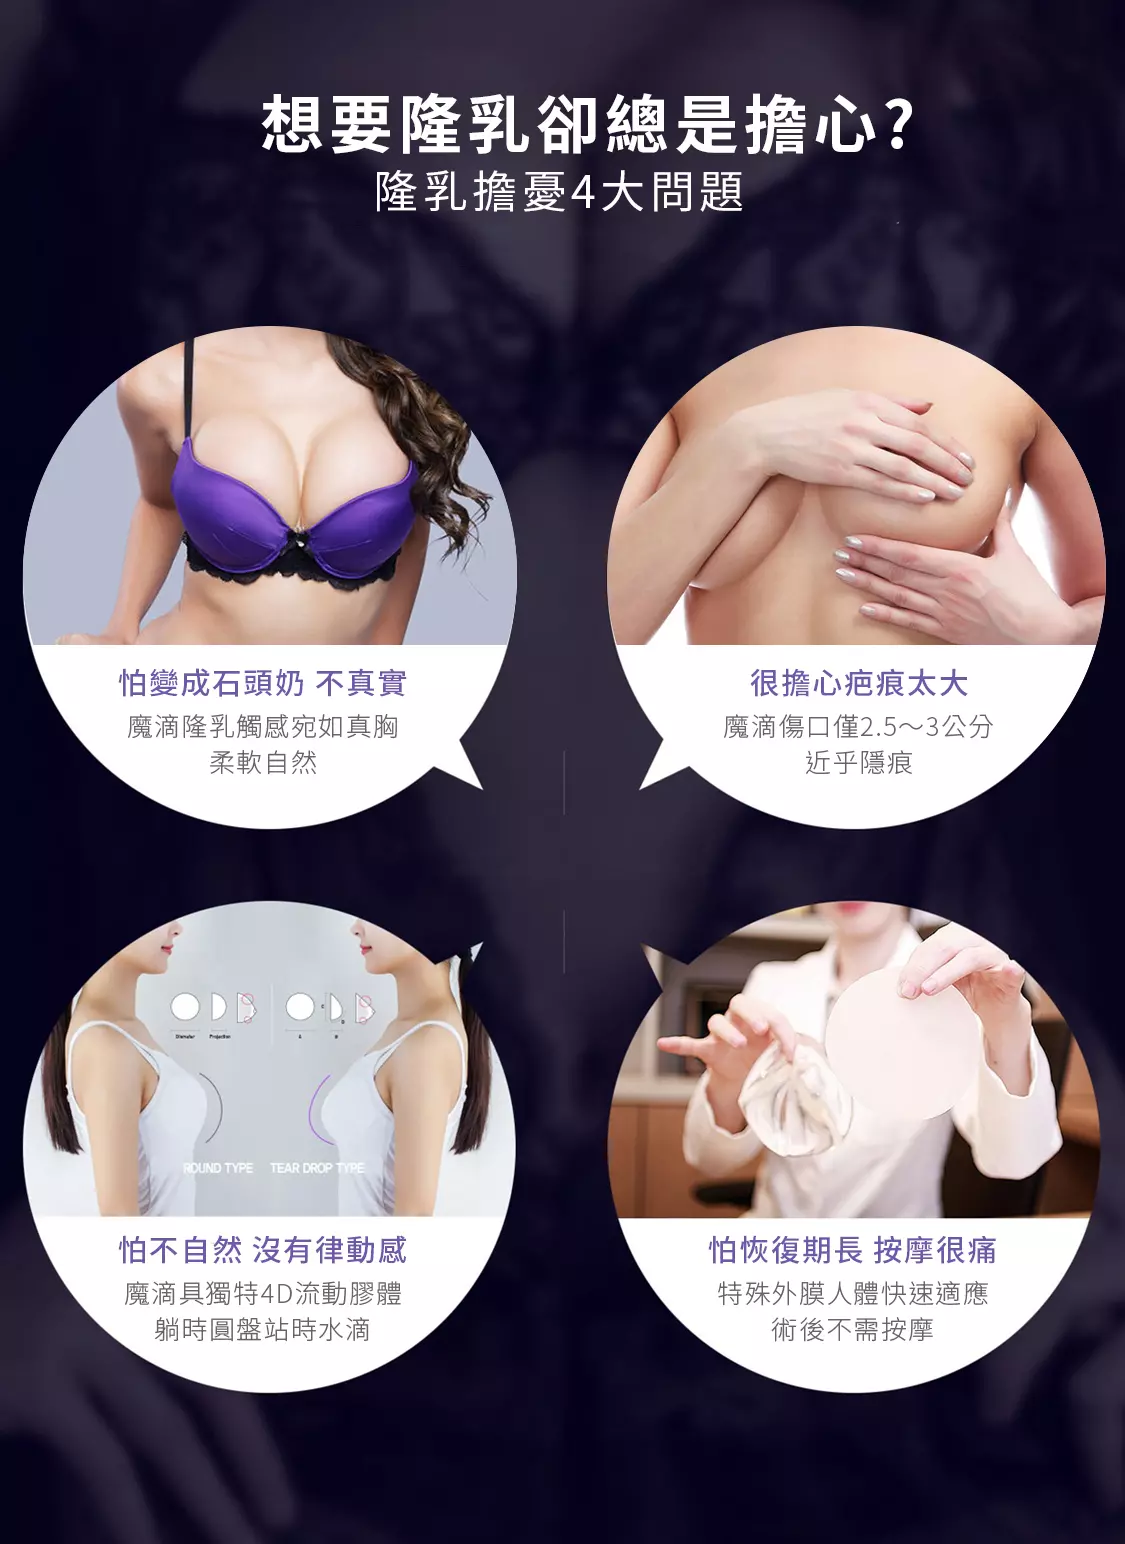 想要隆乳卻總是擔心?
隆乳擔憂4大問題
怕變成石頭奶 不真實
魔滴隆乳觸感宛如真胸
柔軟自然
很擔心疤痕太大
魔滴傷口僅2.5～3公分
近乎隱痕
Diameter Projection
ROUND TYPE TEAR DROP TYPE
怕不自然 沒有律動感
魔滴具獨特4D流動膠體
躺時圓盤站時水滴
怕恢復期長 按摩很痛
特殊外膜人體快速適應
術後不需按摩